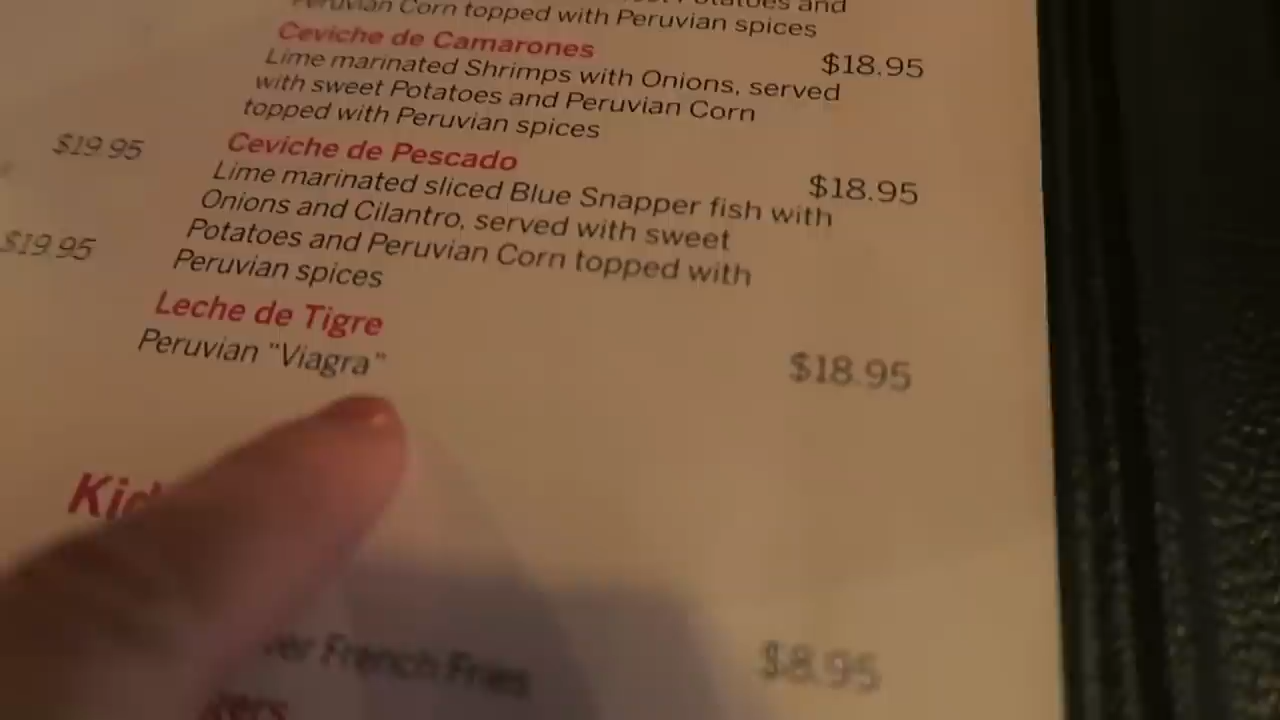 Potatoes and
Peruvian Corn topped with Peruvian spices
Ceviche de Camarones $18.95
Lime marinated Shrimps with Onions, served
with sweet Potatoes and Peruvian Corn
topped with Peruvian spices
$19.95
Ceviche de Pescado $18.95
Lime marinated sliced Blue Snapper fish with
Onions and Cilantro, served with sweet
Potatoes and Peruvian Corn topped with
Peruvian spices
$19.95
Leche de Tigre $18.95
Peruvian "Viagra"
French Fries $8.95